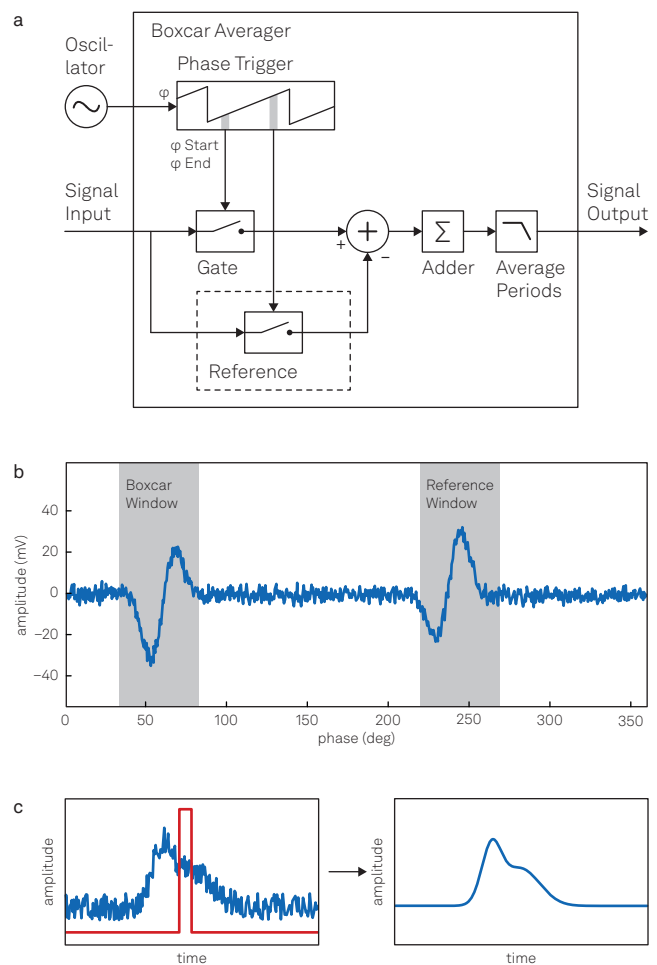 a
Boxcar Averager
Oscil-
lator
Phase Trigger
φ
φ Start
φ End
Signal
Input
Signal
Output
+
+
−
Σ
Gate
Adder
Average
Periods
Reference
b
Boxcar
Window
Reference
Window
amplitude (mV)
40
20
0
−20
−40
0
50
100
150
200
250
300
350
phase (deg)
c
amplitude
time
amplitude
time